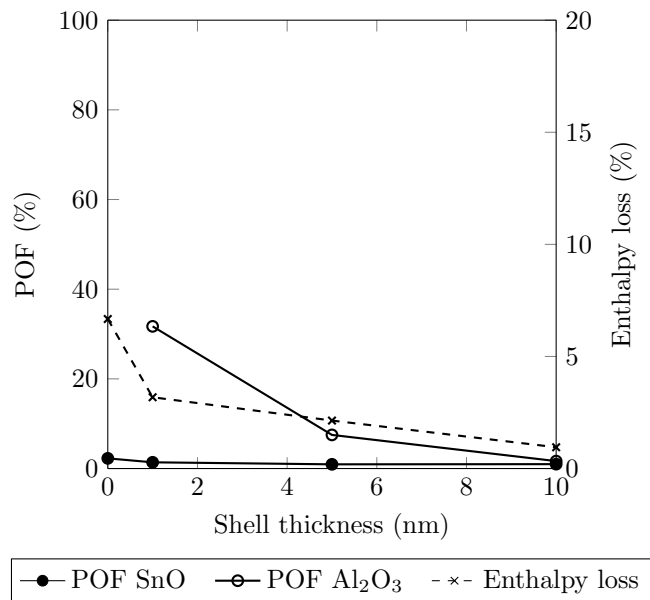 100
80
60
40
20
0
POF (%)
20
15
10
5
0
Enthalpy loss (%)
0 2 4 6 8 10
Shell thickness (nm)
POF SnO POF Al₂O₃ Enthalpy loss